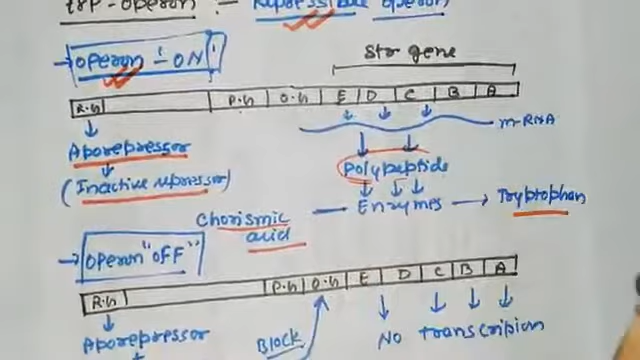 trp-operon :- Repressible operon
→ operon - ON
Str gene
R.G P.G O.G E D C B A
m-RNA
Aporepressor
(Inactive repressor)
Polypeptide
Chorismic acid — Enzymes → Tryptophan
→ operon "OFF"
R.G P.G O.G E D C B A
Aporepressor
Block
No transcription